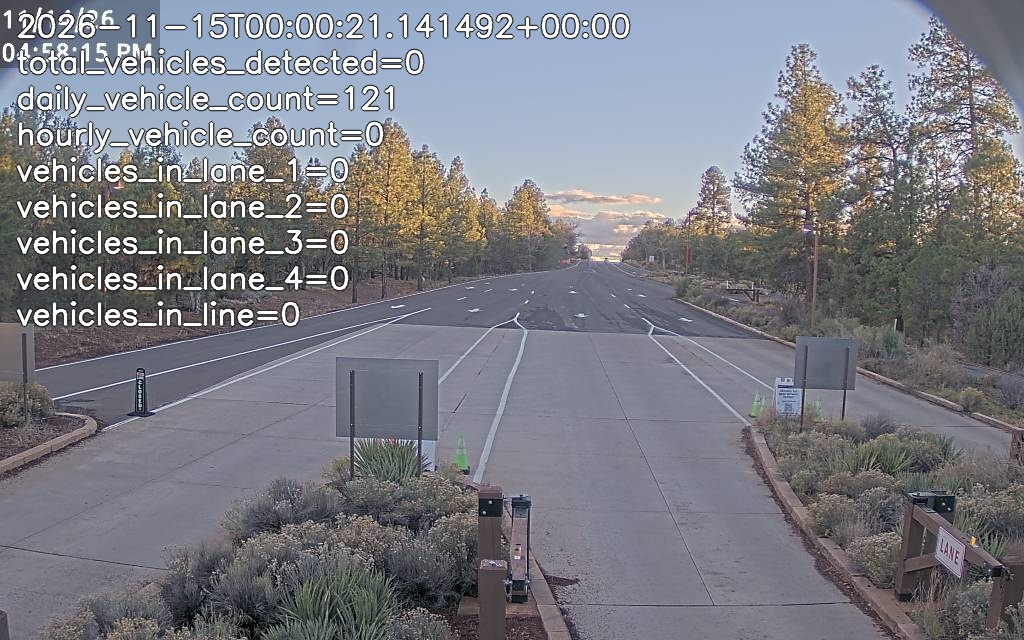 2026-11-15T00:00:21.141492+00:00
04:58:15 PM
total_vehicles_detected=0
daily_vehicle_count=121
hourly_vehicle_count=0
vehicles_in_lane_1=0
vehicles_in_lane_2=0
vehicles_in_lane_3=0
vehicles_in_lane_4=0
vehicles_in_line=0
LANE